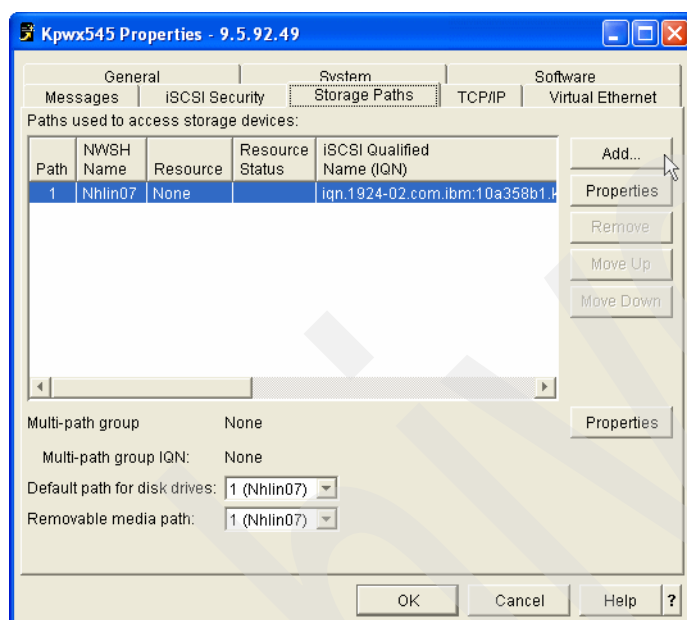 Kpwx545 Properties - 9.5.92.49
General System Software
Messages iSCSI Security Storage Paths TCP/IP Virtual Ethernet
Paths used to access storage devices:
Path NWSH Name Resource Resource Status iSCSI Qualified Name (IQN)
1 Nhlin07 None iqn.1924-02.com.ibm:10a358b1.k
Add...
Properties
Remove
Move Up
Move Down
Multi-path group None
Properties
Multi-path group IQN: None
Default path for disk drives: 1 (Nhlin07)
Removable media path: 1 (Nhlin07)
OK Cancel Help ?